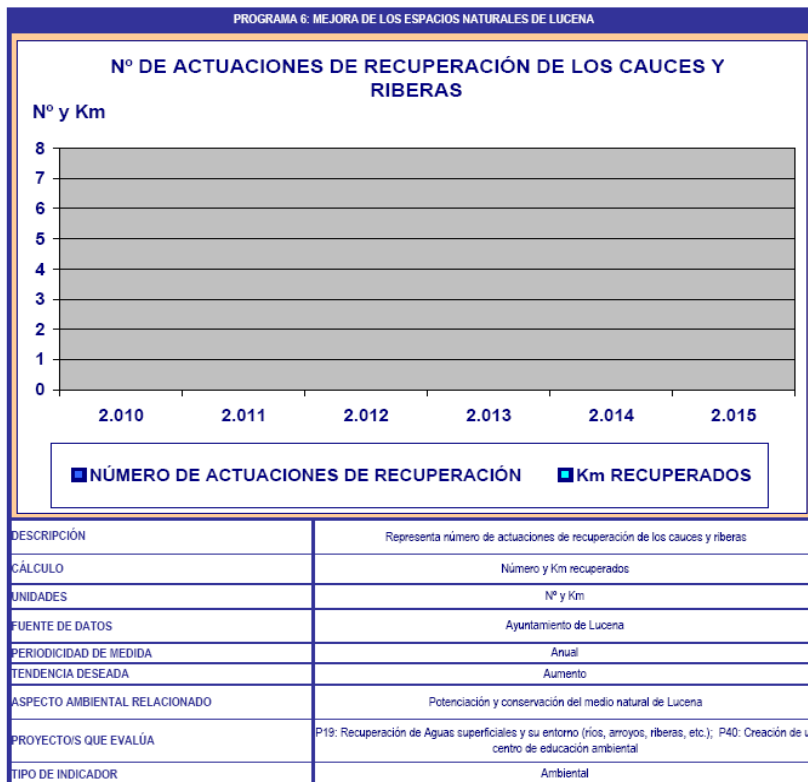 PROGRAMA 6: MEJORA DE LOS ESPACIOS NATURALES DE LUCENA
Nº DE ACTUACIONES DE RECUPERACIÓN DE LOS CAUCES Y
RIBERAS
Nº y Km
8
7
6
5
4
3
2
1
0
2.010 2.011 2.012 2.013 2.014 2.015
NÚMERO DE ACTUACIONES DE RECUPERACIÓN Km RECUPERADOS
DESCRIPCIÓN Representa número de actuaciones de recuperación de los cauces y riberas
CÁLCULO Número y Km recuperados
UNIDADES Nº y Km
FUENTE DE DATOS Ayuntamiento de Lucena
PERIODICIDAD DE MEDIDA Anual
TENDENCIA DESEADA Aumento
ASPECTO AMBIENTAL RELACIONADO Potenciación y conservación del medio natural de Lucena
PROYECTO/S QUE EVALÚA P19: Recuperación de Aguas superficiales y su entorno (ríos, arroyos, riberas, etc.); P40: Creación de
centro de educación ambiental
TIPO DE INDICADOR Ambiental